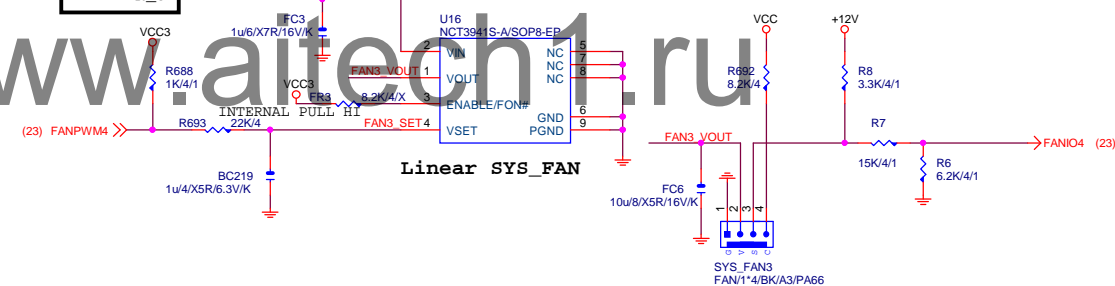 FC3
1u/6/X7R/16V/K
U16
NCT3941S-A/SOP8-EP
VCC
+12V
VCC3
www.aitech1.ru
2
VIN
NC
5
NC
7
NC
8
FAN3_VOUT
1
VOUT
R688
1K/4/1
VCC3
FR3
8.2K/4/X
3
ENABLE/FON#
INTERNAL PULL HI
R692
8.2K/4
R8
3.3K/4/1
GND
6
PGND
9
(23)
FANPWM4
R693
22K/4
FAN3_SET
4
VSET
FAN3_VOUT
R7
15K/4/1
FANIO4
(23)
Linear SYS_FAN
BC219
1u/4/X5R/6.3V/K
FC6
10u/8/X5R/16V/K
R6
6.2K/4/1
1
2
3
4
G
V
S
C
SYS_FAN3
FAN/1*4/BK/A3/PA66